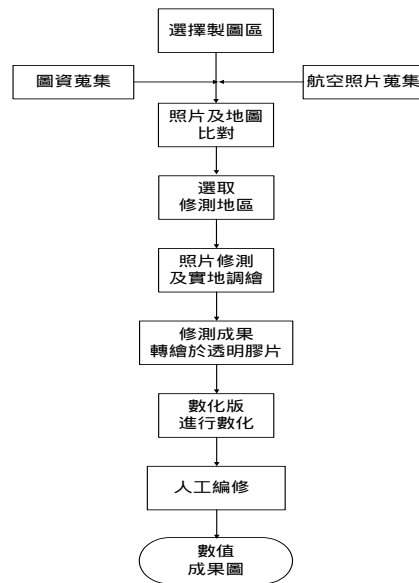 選擇製圖區
圖資蒐集
航空照片蒐集
照片及地圖
比對
選取
修測地區
照片修測
及實地調繪
修測成果
轉繪於透明膠片
數化版
進行數化
人工編修
數值
成果圖